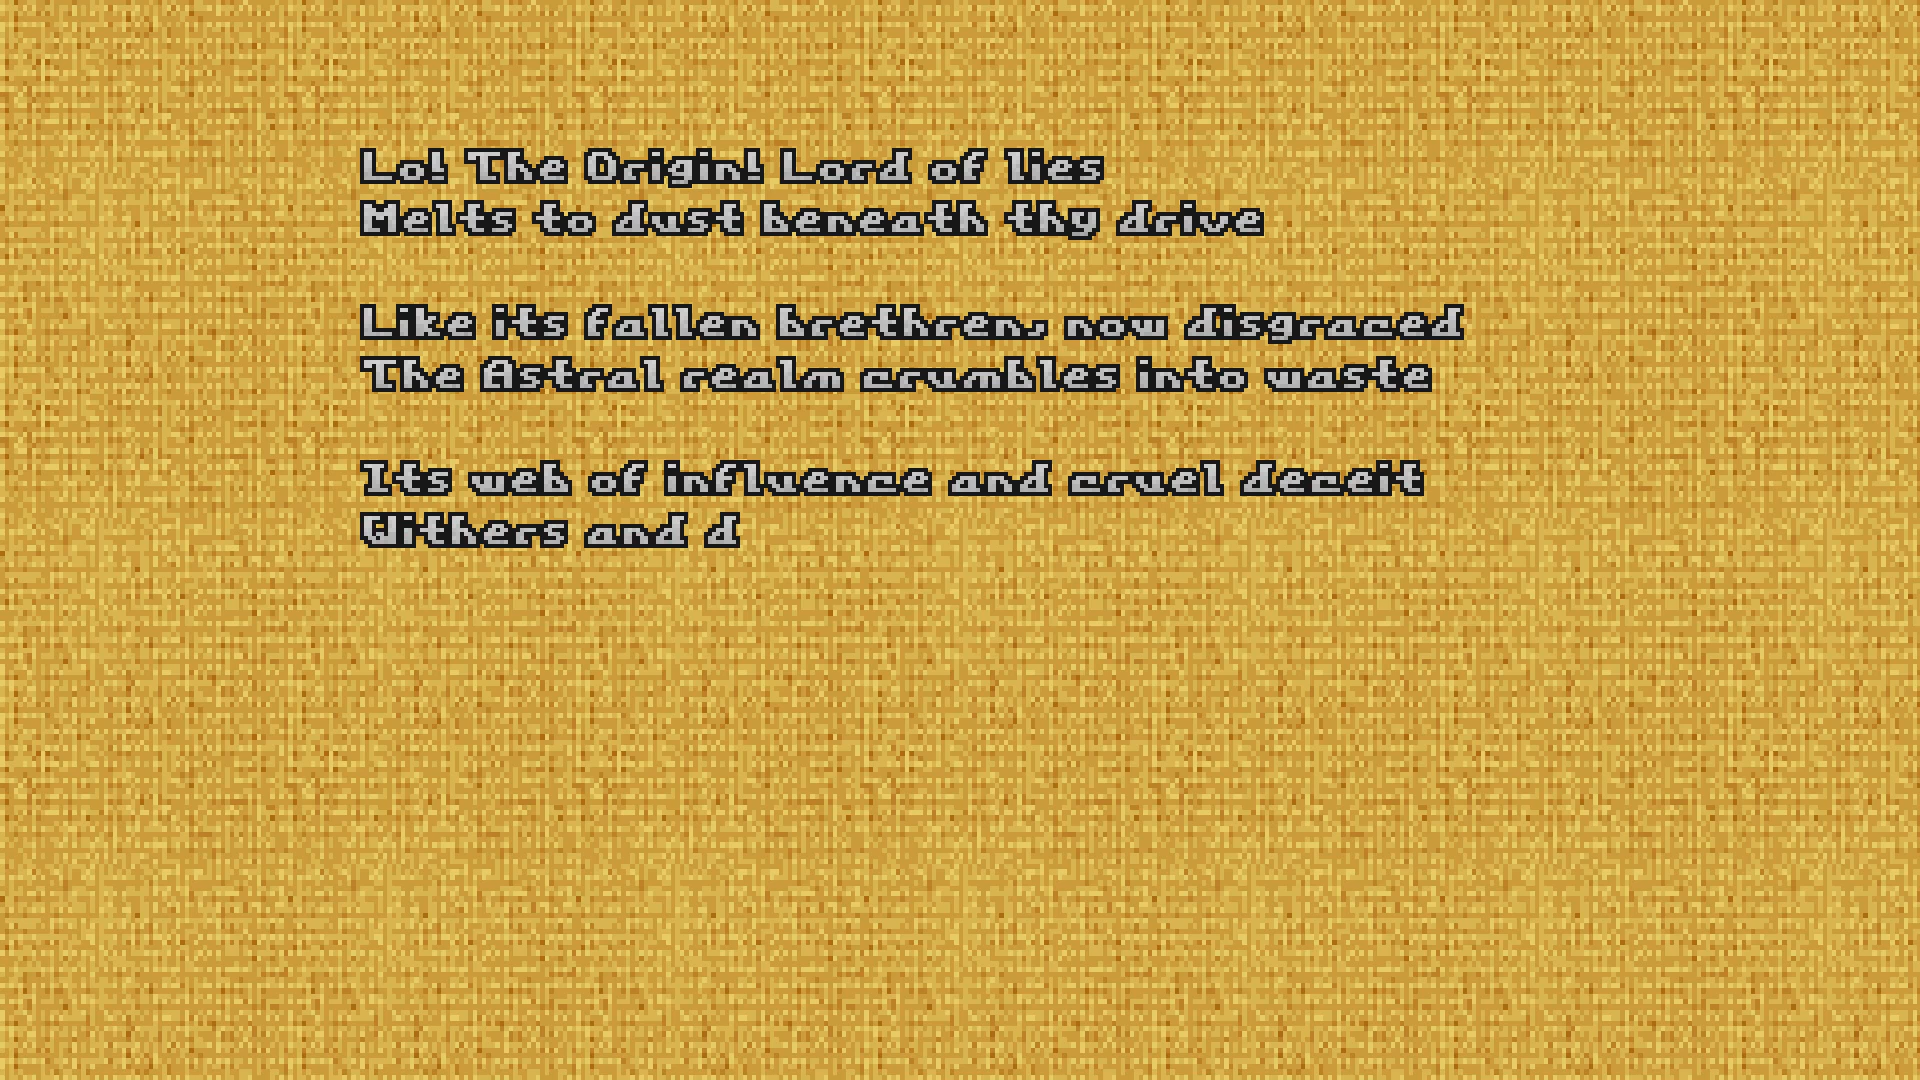 Lo! The Origin! Lord of lies
Melts to dust beneath thy drive
Like its fallen brethren, now disgraced
The Astral realm crumbles into waste
Its web of influence and cruel deceit
Withers and d